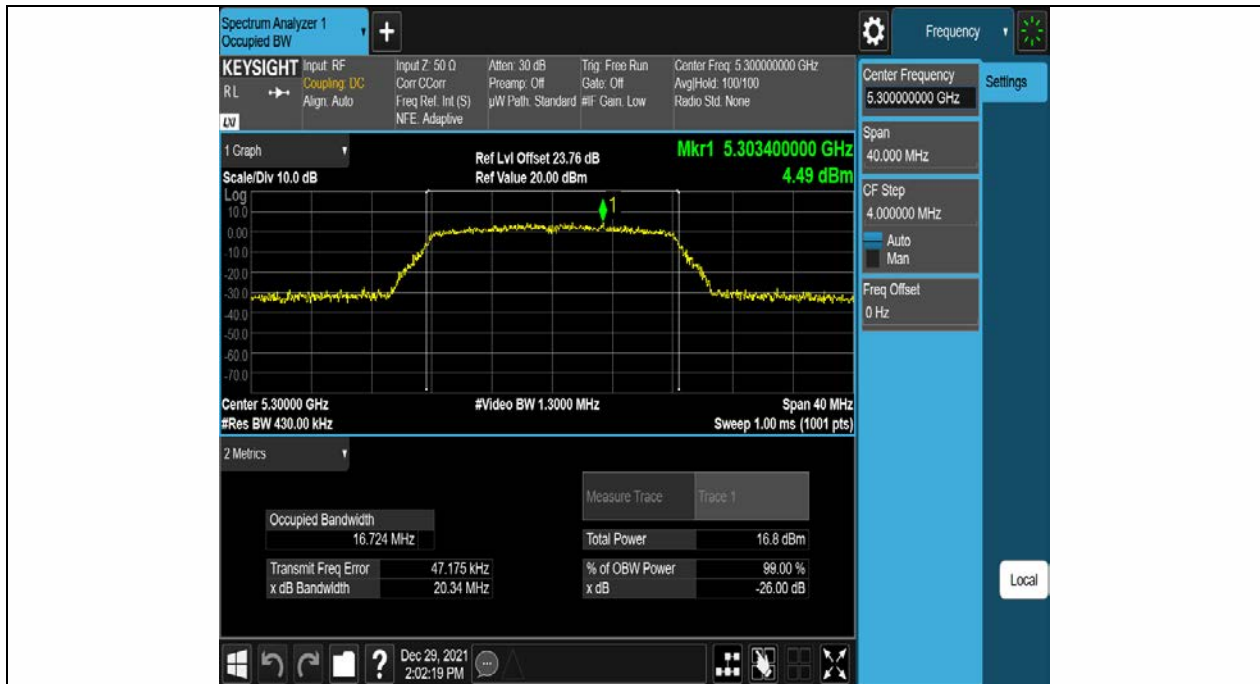 Spectrum Analyzer 1
Occupied BW
+
Frequency
KEYSIGHT
RL
LXI
Input: RF
Coupling: DC
Align: Auto
Input Z: 50 Ω
Corr CCorr
Freq Ref: Int (S)
NFE: Adaptive
Atten: 30 dB
Preamp: Off
µW Path: Standard
Trig: Free Run
Gate: Off
#IF Gain: Low
Center Freq: 5.300000000 GHz
Avg|Hold: 100/100
Radio Std: None
Center Frequency
5.300000000 GHz
Settings
Span
40.000 MHz
CF Step
4.000000 MHz
Auto
Man
Freq Offset
0 Hz
Local
1 Graph
Scale/Div 10.0 dB
Ref Lvl Offset 23.76 dB
Ref Value 20.00 dBm
Mkr1 5.303400000 GHz
4.49 dBm
Log
10.0
0.00
-10.0
-20.0
-30.0
-40.0
-50.0
-60.0
-70.0
1
Center 5.30000 GHz
#Res BW 430.00 kHz
#Video BW 1.3000 MHz
Span 40 MHz
Sweep 1.00 ms (1001 pts)
2 Metrics
Measure Trace Trace 1
Occupied Bandwidth
16.724 MHz
Total Power 16.8 dBm
Transmit Freq Error 47.175 kHz
% of OBW Power 99.00 %
x dB Bandwidth 20.34 MHz
x dB -26.00 dB
?
Dec 29, 2021
2:02:19 PM